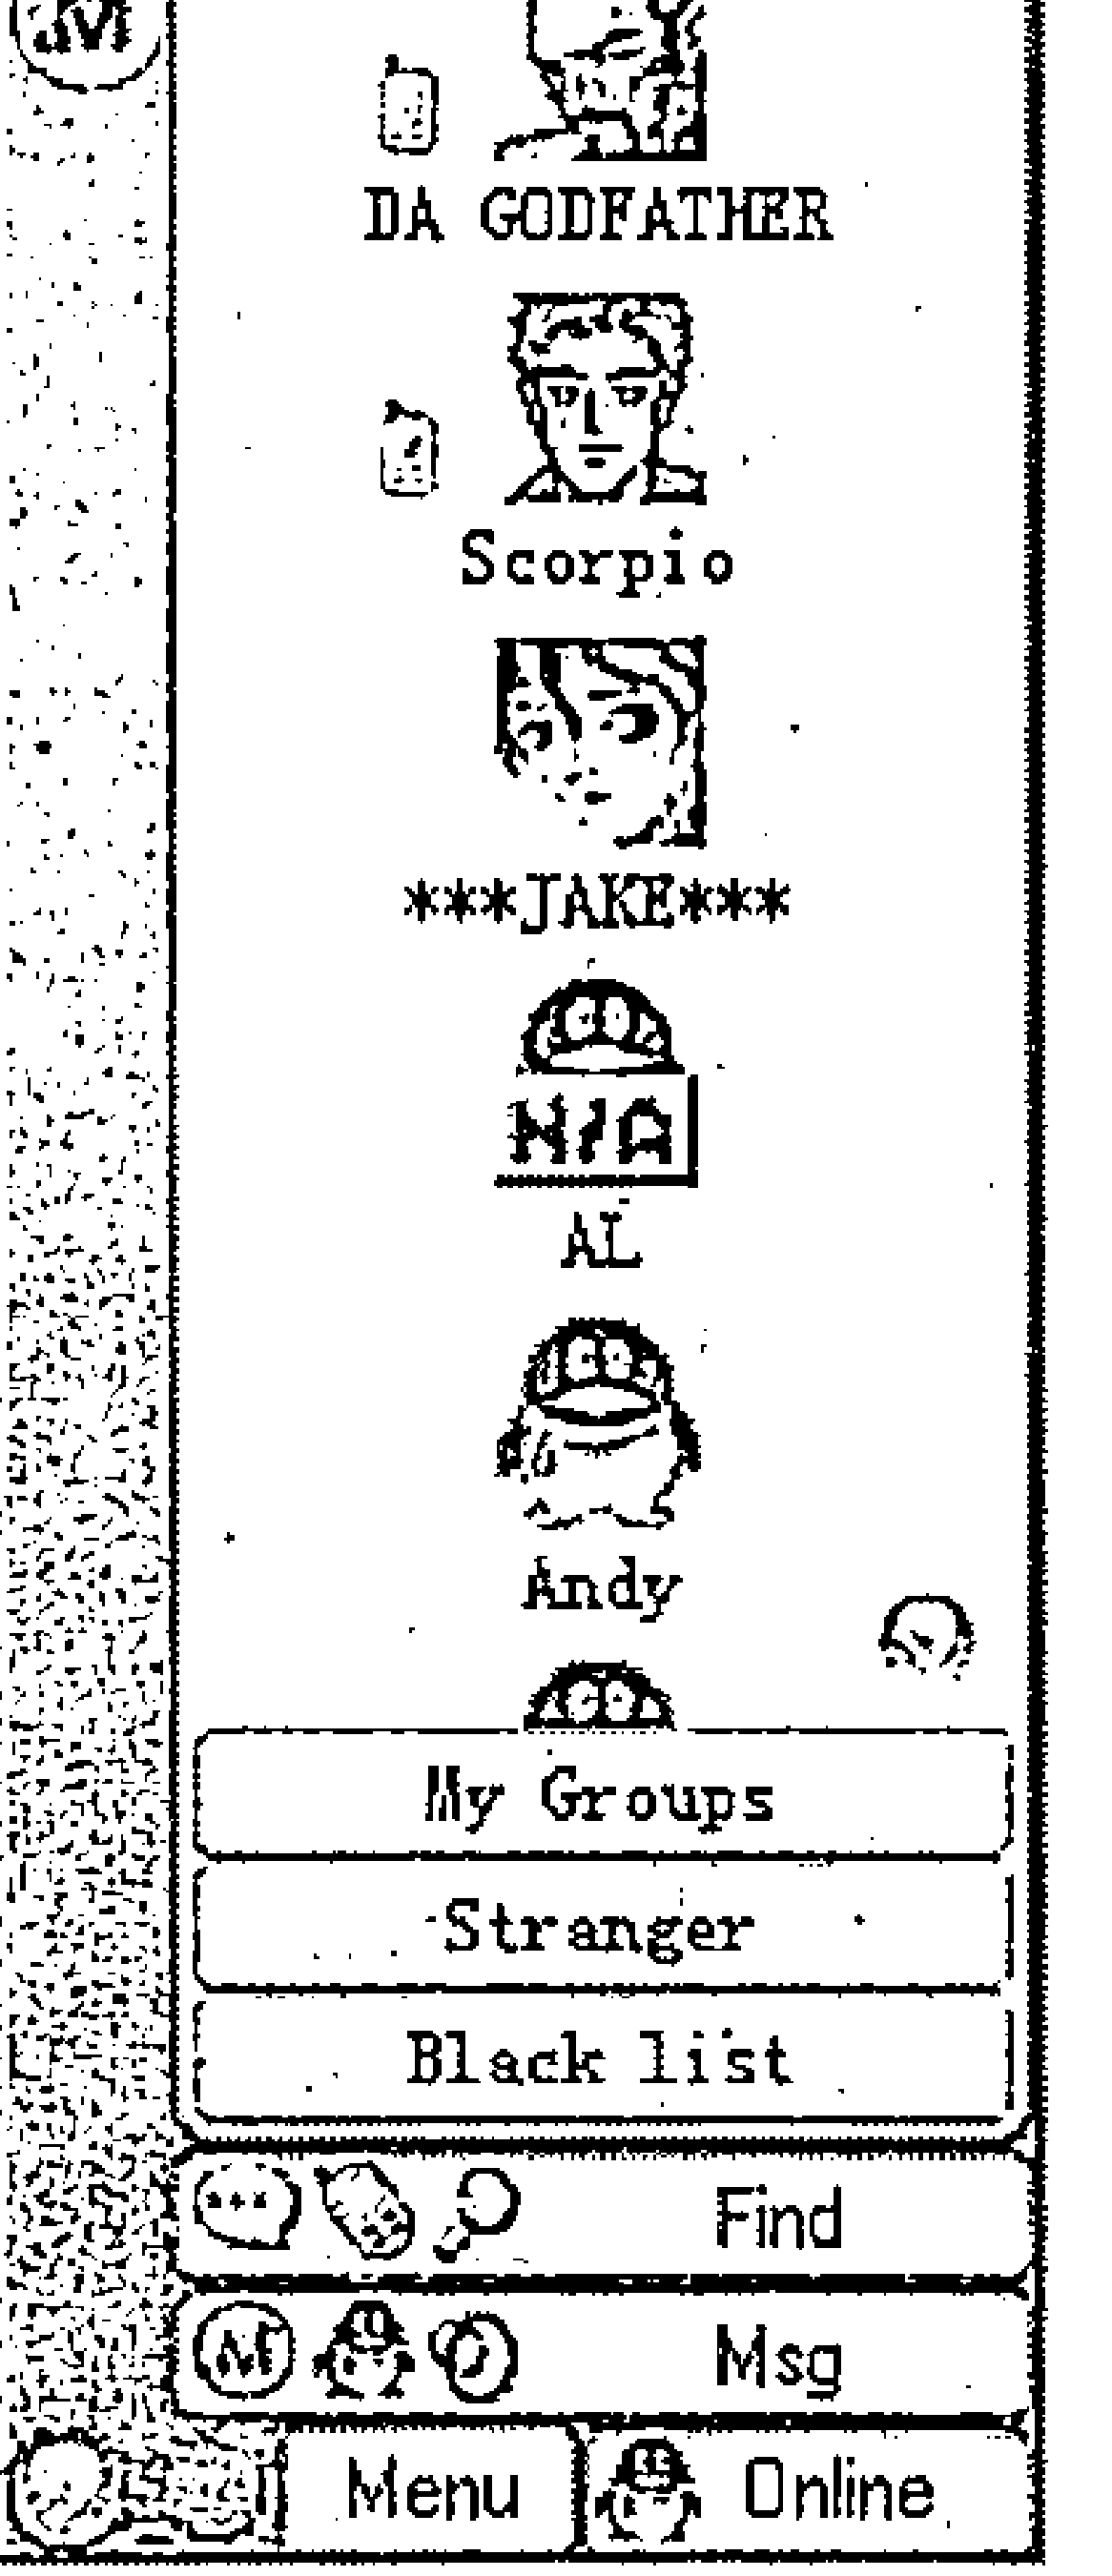 DA GODFATHER
Scorpio
***JAKE***
N/A
AL
Andy
My Groups
Stranger
Black list
Find
Msg
Menu
Online